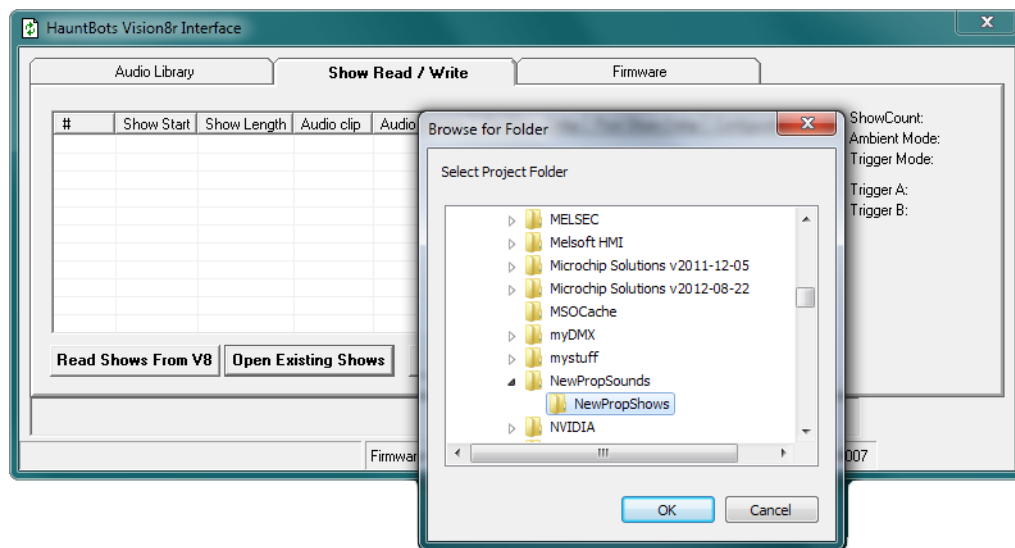 HauntBots Vision8r Interface
Audio Library
Show Read / Write
Firmware
# Show Start Show Length Audio clip Audio
ShowCount:
Ambient Mode:
Trigger Mode:
Trigger A:
Trigger B:
Read Shows From V8
Open Existing Shows
Firmwar
007
Browse for Folder
Select Project Folder
MELSEC
Melsoft HMI
Microchip Solutions v2011-12-05
Microchip Solutions v2012-08-22
MSOCache
myDMX
mystuff
NewPropSounds
NewPropShows
NVIDIA
OK
Cancel